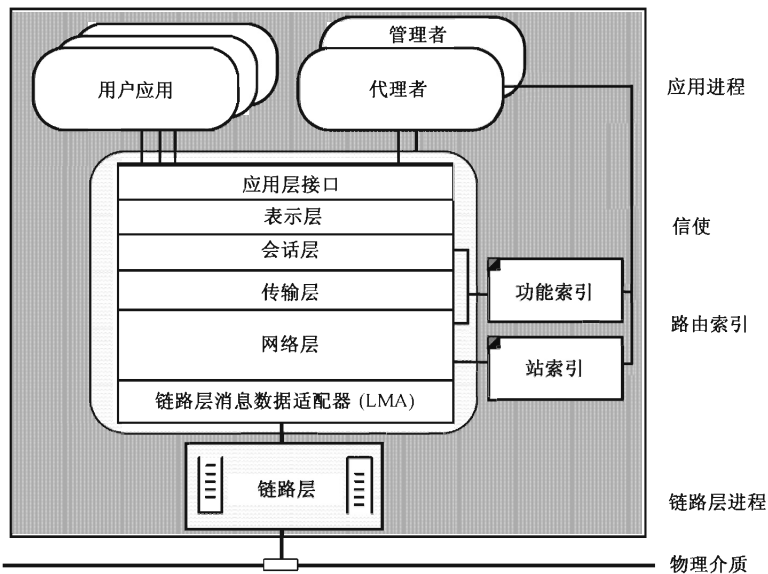 管理者
用户应用
代理者
应用进程
应用层接口
表示层
会话层
信使
传输层
功能索引
路由索引
网络层
站索引
链路层消息数据适配器 (LMA)
链路层
链路层进程
物理介质